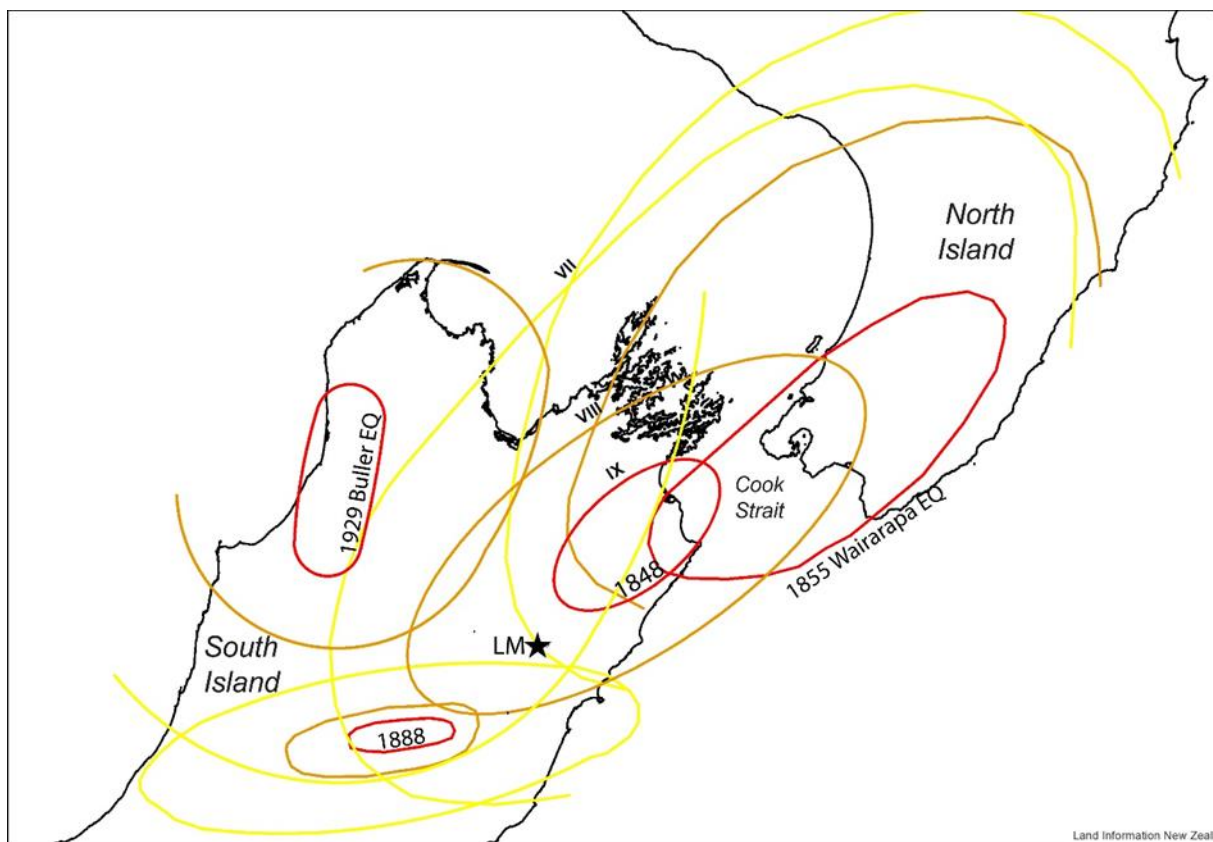 North
Island
VII
VIII
1929 Buller EQ
IX
Cook
Strait
1855 Wairarapa EQ
1848
LM
South
Island
1888
Land Information New Zeal